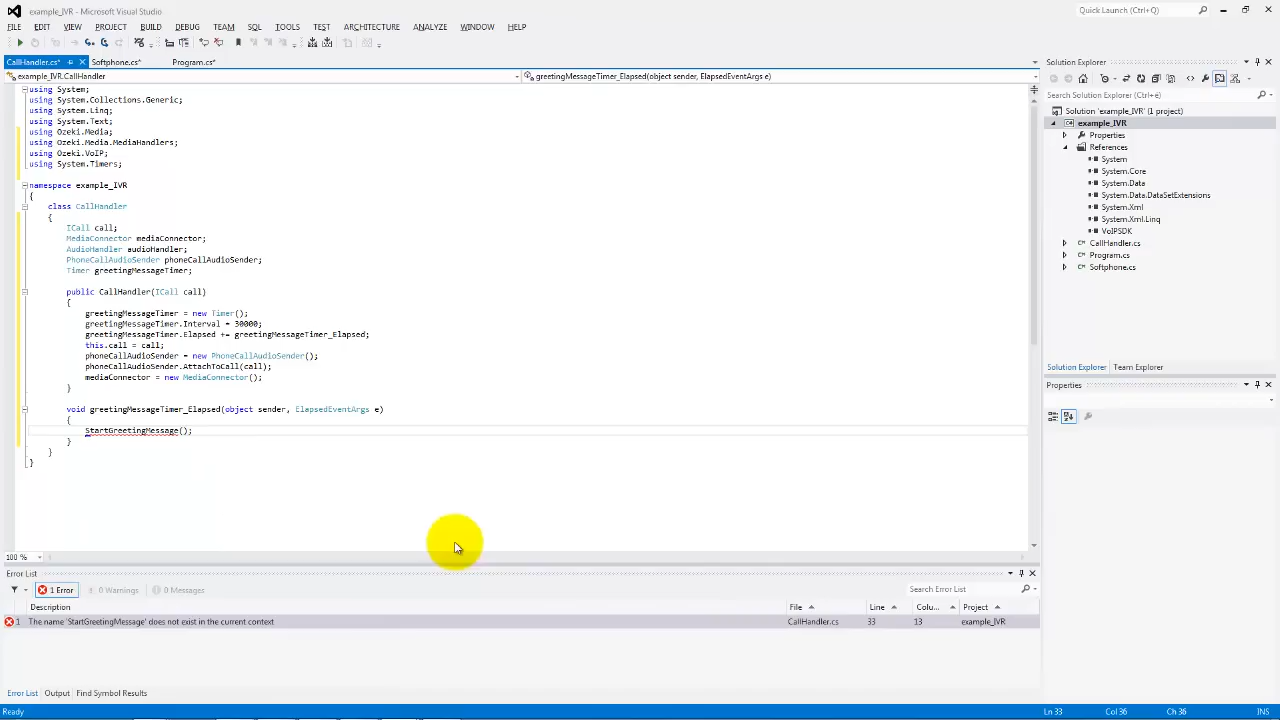 example_IVR - Microsoft Visual Studio
Quick Launch (Ctrl+Q)
FILE EDIT VIEW PROJECT BUILD DEBUG TEAM SQL TOOLS TEST ARCHITECTURE ANALYZE WINDOW HELP
CallHandler.cs* Softphone.cs* Program.cs*
example_IVR.CallHandler
greetingMessageTimer_Elapsed(object sender, ElapsedEventArgs e)
using System;
using System.Collections.Generic;
using System.Linq;
using System.Text;
using Ozeki.Media;
using Ozeki.Media.MediaHandlers;
using Ozeki.VoIP;
using System.Timers;
namespace example_IVR
{
class CallHandler
{
ICall call;
MediaConnector mediaConnector;
AudioHandler audioHandler;
PhoneCallAudioSender phoneCallAudioSender;
Timer greetingMessageTimer;
public CallHandler(ICall call)
{
greetingMessageTimer = new Timer();
greetingMessageTimer.Interval = 30000;
greetingMessageTimer.Elapsed += greetingMessageTimer_Elapsed;
this.call = call;
phoneCallAudioSender = new PhoneCallAudioSender();
phoneCallAudioSender.AttachToCall(call);
mediaConnector = new MediaConnector();
}
void greetingMessageTimer_Elapsed(object sender, ElapsedEventArgs e)
{
StartGreetingMessage();
}
}
}
100 %
Error List
1 Error 0 Warnings 0 Messages
Search Error List
Description File Line Colu... Project
1 The name 'StartGreetingMessage' does not exist in the current context CallHandler.cs 33 13 example_IVR
Error List Output Find Symbol Results
Ready Ln 33 Col 36 Ch 36 INS
Solution Explorer
Search Solution Explorer (Ctrl+é)
Solution 'example_IVR' (1 project)
example_IVR
Properties
References
System
System.Core
System.Data
System.Data.DataSetExtensions
System.Xml
System.Xml.Linq
VoIPSDK
CallHandler.cs
Program.cs
Softphone.cs
Solution Explorer Team Explorer
Properties